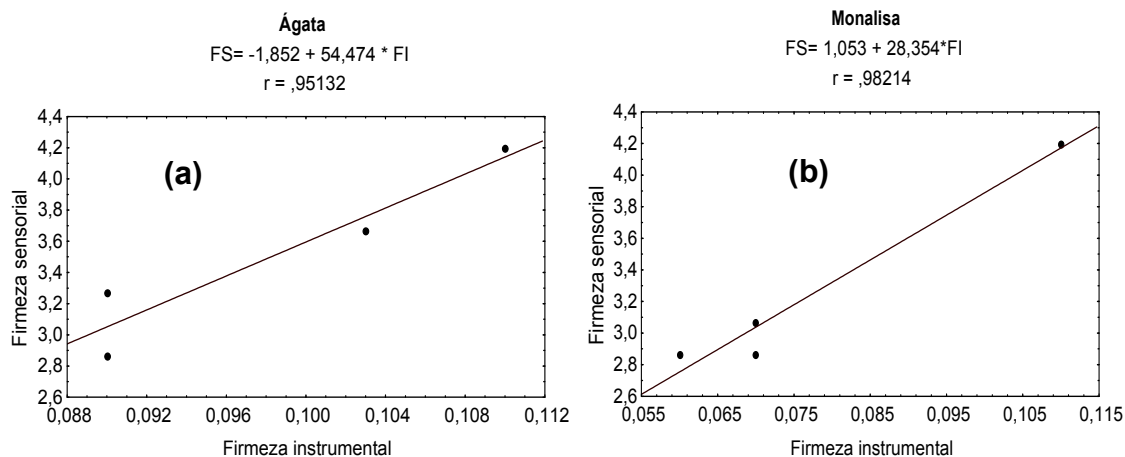 Ágata
FS= -1,852 + 54,474 * FI
r = ,95132
4,4
4,2
4,0
3,8
3,6
3,4
3,2
3,0
2,8
2,6
Firmeza sensorial
(a)
0,088 0,092 0,096 0,100 0,104 0,108 0,112
Firmeza instrumental
Monalisa
FS= 1,053 + 28,354*FI
r = ,98214
4,4
4,2
4,0
3,8
3,6
3,4
3,2
3,0
2,8
2,6
Firmeza sensorial
(b)
0,055 0,065 0,075 0,085 0,095 0,105 0,115
Firmeza instrumental